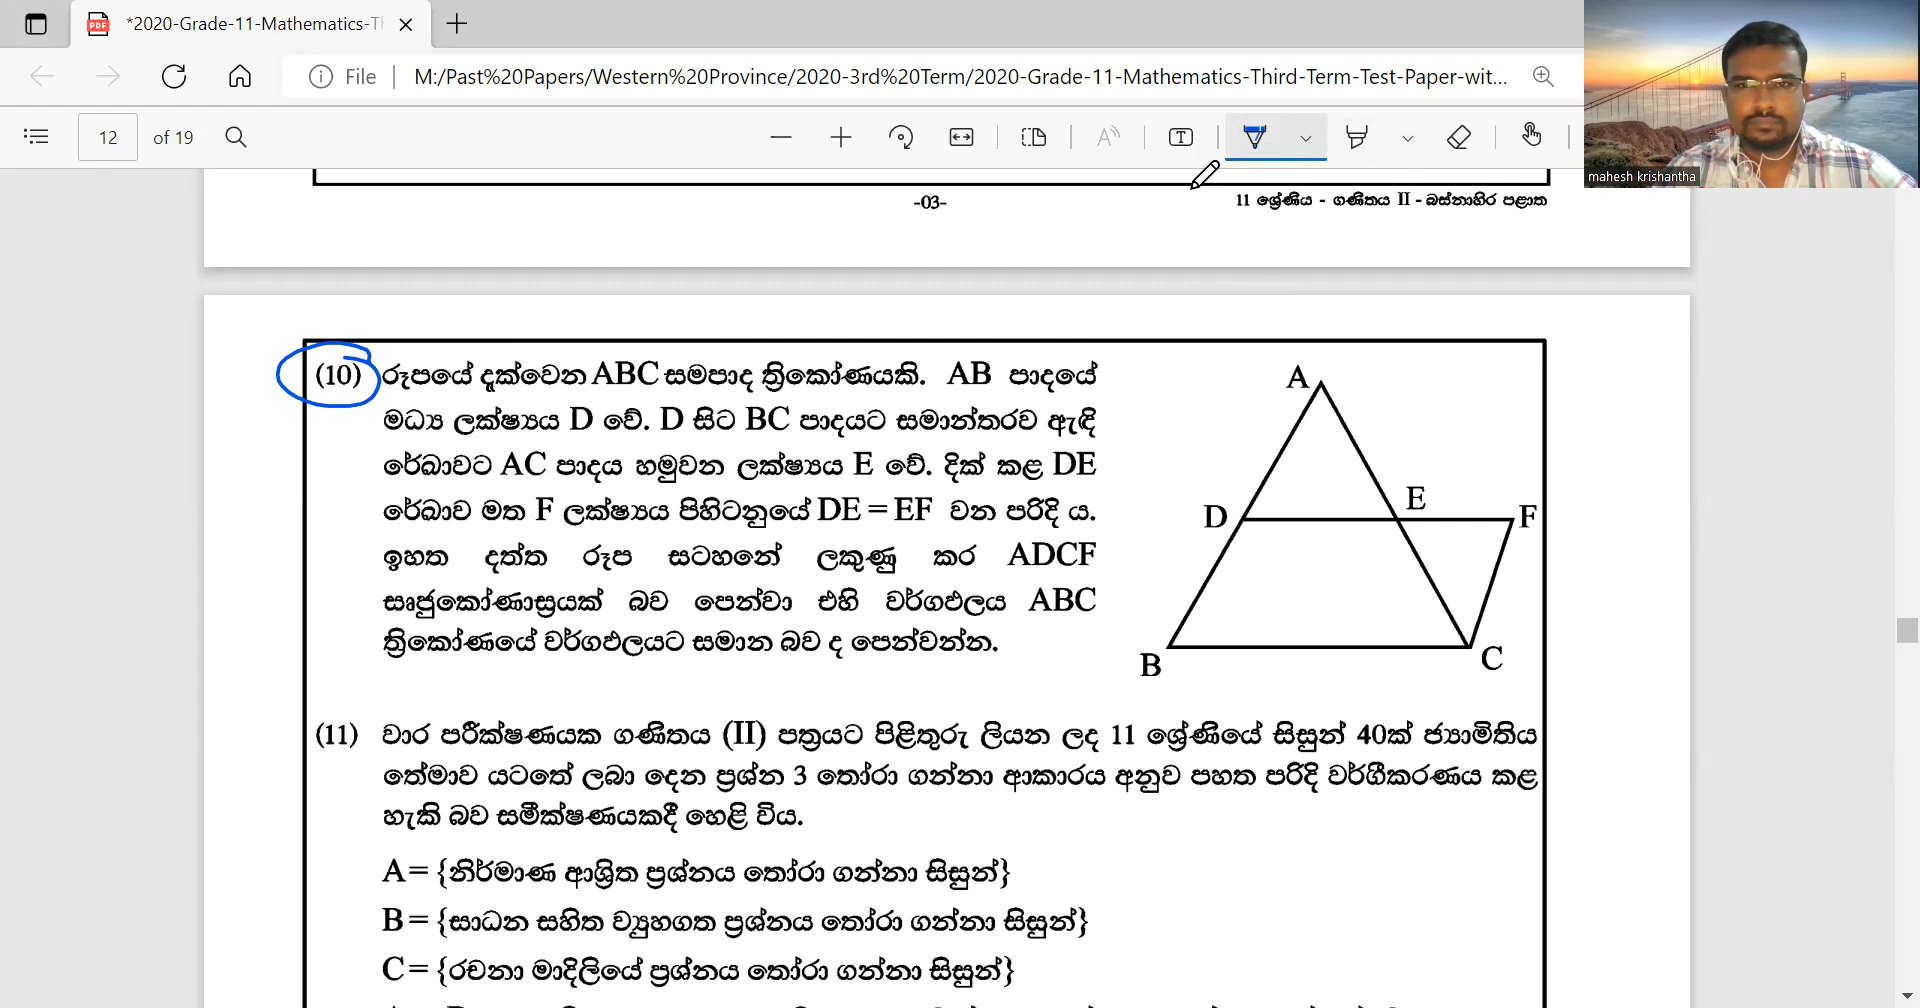 *2020-Grade-11-Mathematics-Th
File
M:/Past%20Papers/Western%20Province/2020-3rd%20Term/2020-Grade-11-Mathematics-Third-Term-Test-Paper-wit...
12 of 19
mahesh krishantha
-03-
11 ශ්‍රේණිය - ගණිතය II - බස්නාහිර පළාත
(10) රූපයේ දක්වෙන ABC සමපාද ත්‍රිකෝණයකි. AB පාදයේ
මධ්‍ය ලක්ෂ්‍යය D වේ. D සිට BC පාදයට සමාන්තරව ඇඳි
රේඛාවට AC පාදය හමුවන ලක්ෂ්‍යය E වේ. දික් කළ DE
රේඛාව මත F ලක්ෂ්‍යය පිහිටනුයේ DE = EF වන පරිදි ය.
ඉහත දත්ත රූප සටහනේ ලකුණු කර ADCF
සෘජුකෝණාස්‍රයක් බව පෙන්වා එහි වර්ගඵලය ABC
ත්‍රිකෝණයේ වර්ගඵලයට සමාන බව ද පෙන්වන්න.
A
D
E
F
B
C
(11) වාර පරීක්ෂණයක ගණිතය (II) පත්‍රයට පිළිතුරු ලියන ලද 11 ශ්‍රේණියේ සිසුන් 40ක් ජ්‍යාමිතිය
තේමාව යටතේ ලබා දෙන ප්‍රශ්න 3 තෝරා ගන්නා ආකාරය අනුව පහත පරිදි වර්ගීකරණය කළ
හැකි බව සමීක්ෂණයකදී හෙළි විය.
A = {නිර්මාණ ආශ්‍රිත ප්‍රශ්නය තෝරා ගන්නා සිසුන්}
B = {සාධන සහිත ව්‍යුහගත ප්‍රශ්නය තෝරා ගන්නා සිසුන්}
C = {රචනා මාදිලියේ ප්‍රශ්නය තෝරා ගන්නා සිසුන්}